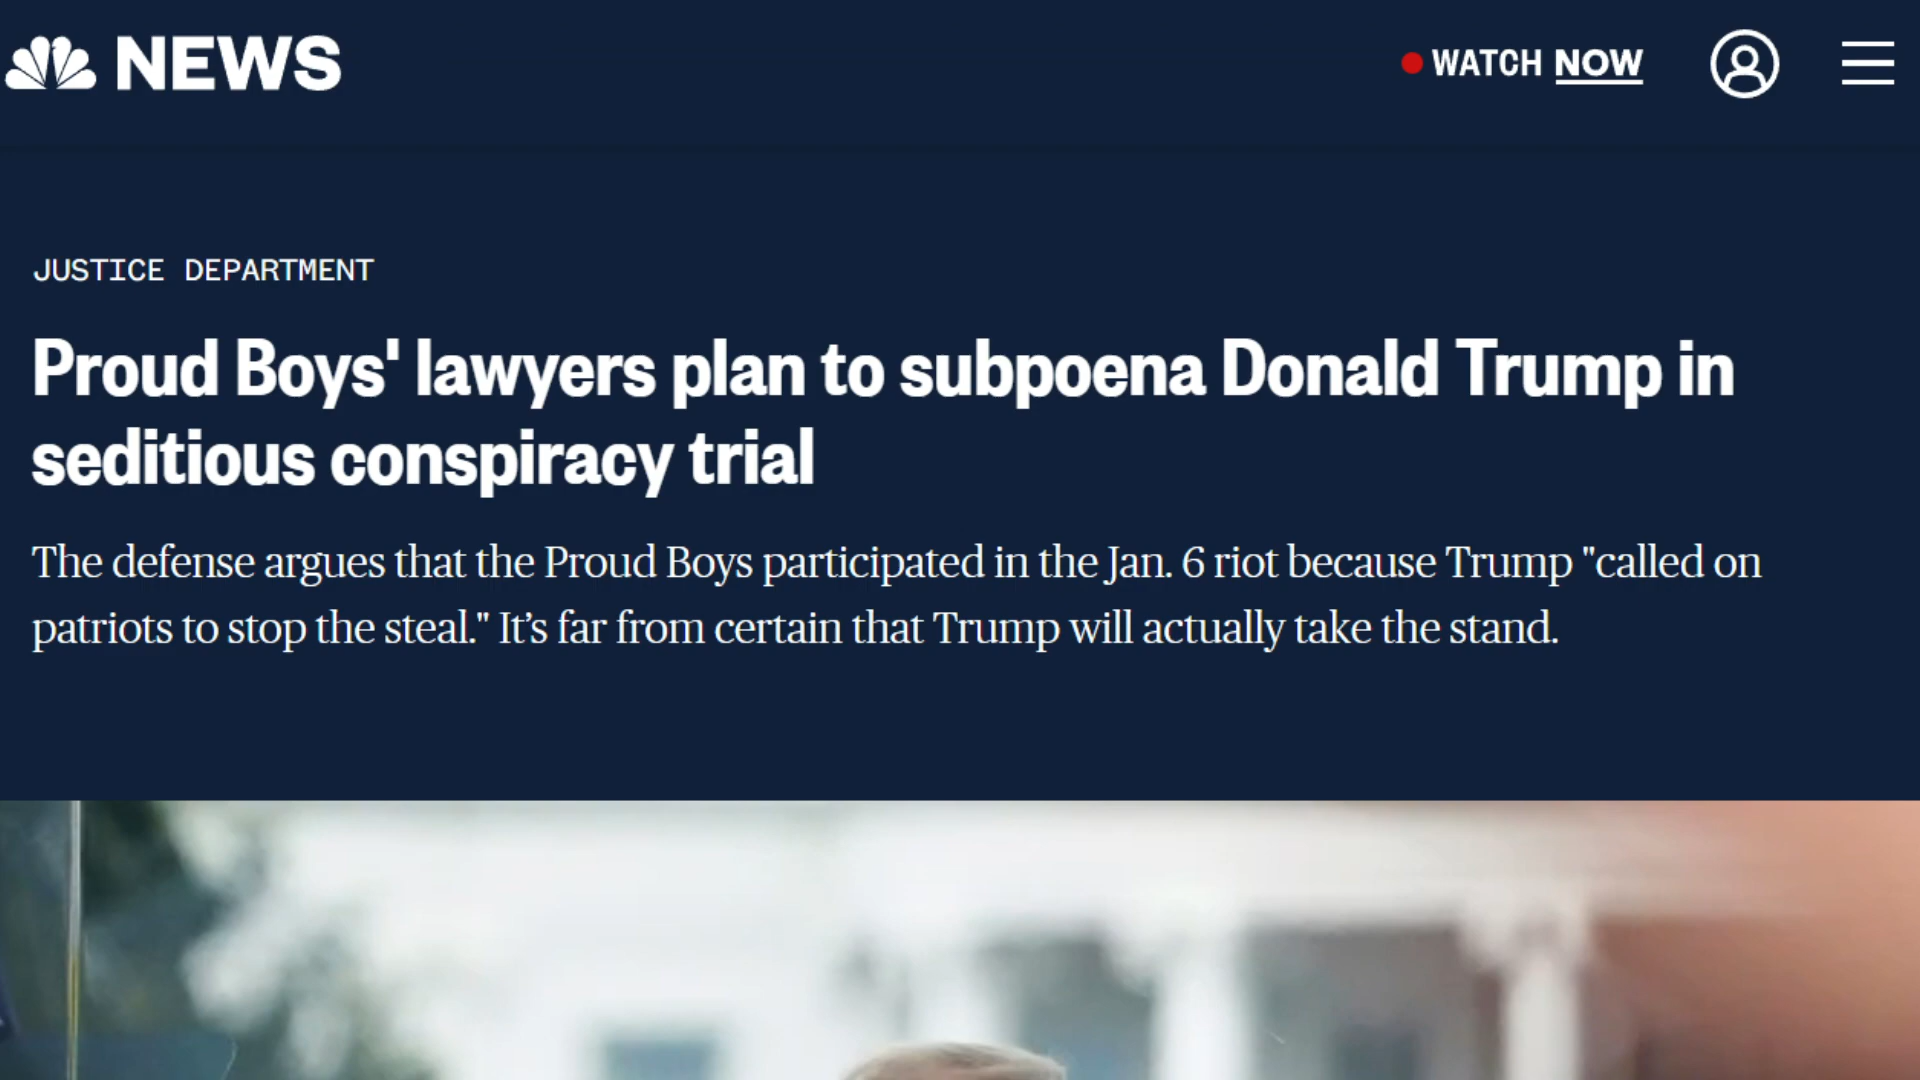 NEWS
WATCH NOW
JUSTICE DEPARTMENT
Proud Boys' lawyers plan to subpoena Donald Trump in
seditious conspiracy trial
The defense argues that the Proud Boys participated in the Jan. 6 riot because Trump "called on
patriots to stop the steal." It’s far from certain that Trump will actually take the stand.